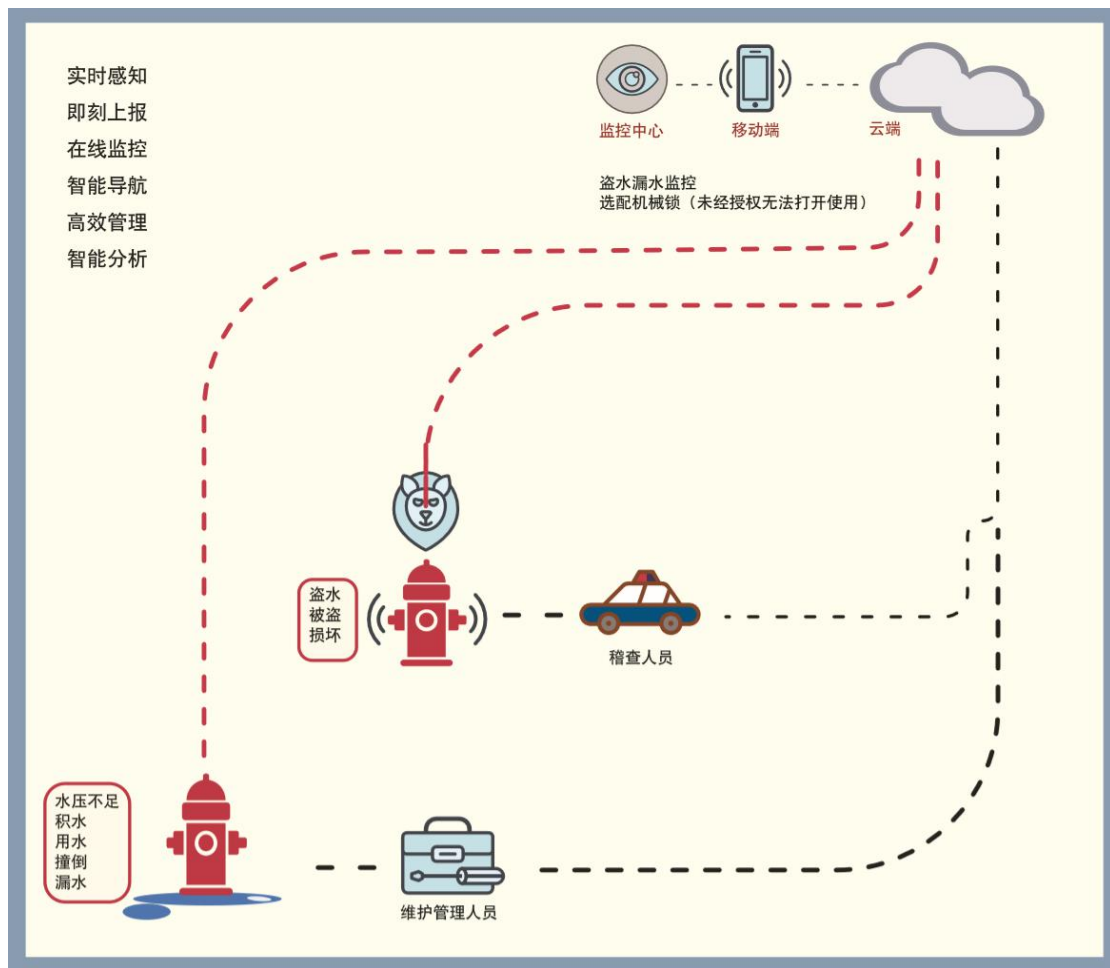 实时感知
即刻上报
在线监控
智能导航
高效管理
智能分析
监控中心
移动端
云端
盗水漏水监控
选配机械锁（未经授权无法打开使用）
盗水
被盗
损坏
稽查人员
水压不足
积水
用水
撞倒
漏水
维护管理人员